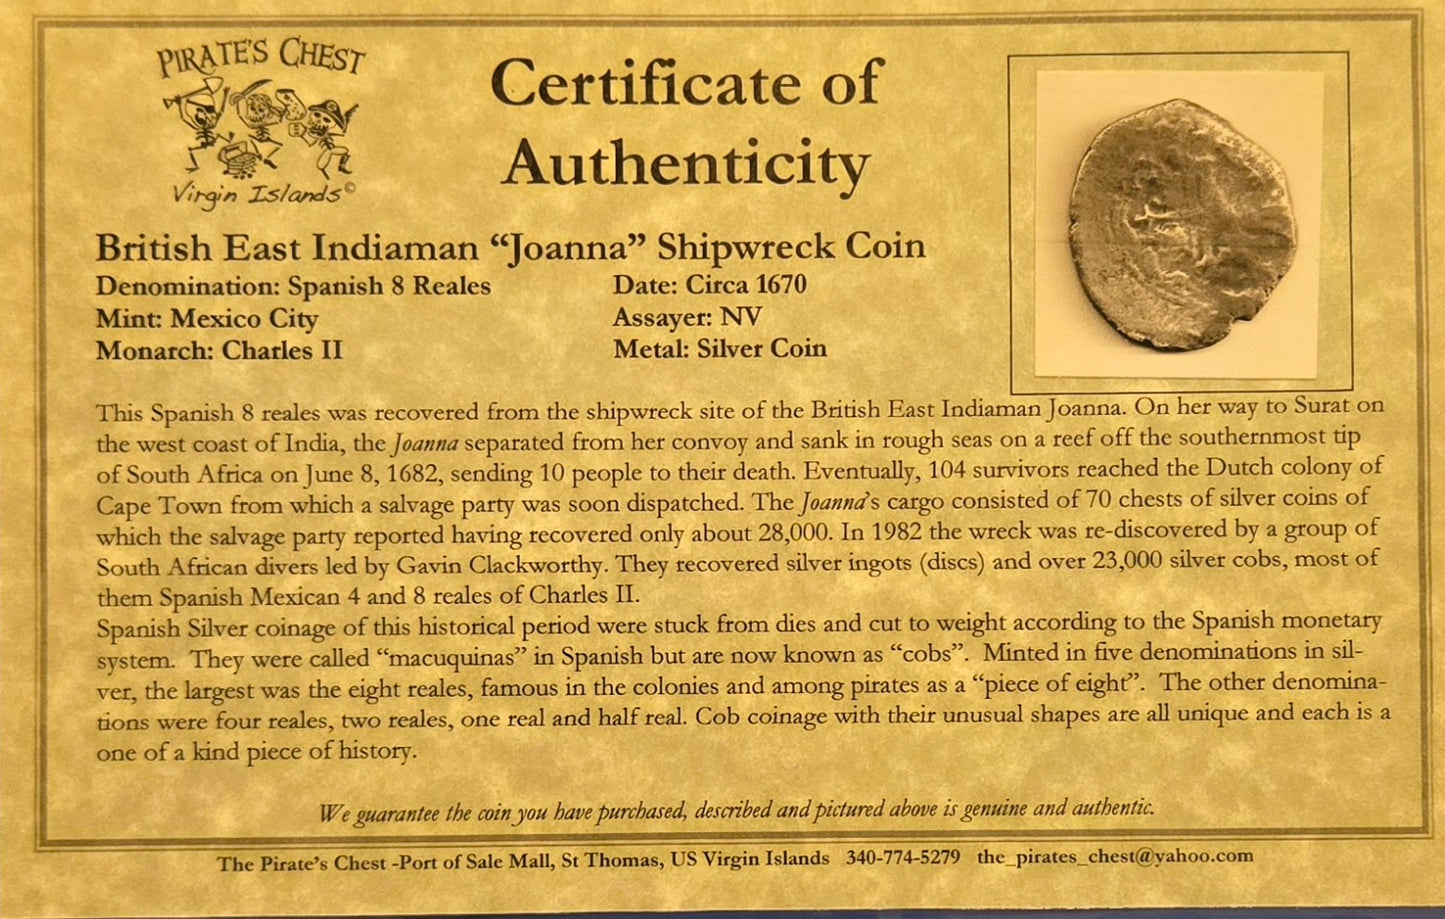 PIRATE'S CHEST
Virgin Islands©
Certificate of
Authenticity
British East Indiaman “Joanna” Shipwreck Coin
Denomination: Spanish 8 Reales
Date: Circa 1670
Mint: Mexico City
Assayer: NV
Monarch: Charles II
Metal: Silver Coin
This Spanish 8 reales was recovered from the shipwreck site of the British East Indiaman Joanna. On her way to Surat on
the west coast of India, the Joanna separated from her convoy and sank in rough seas on a reef off the southernmost tip
of South Africa on June 8, 1682, sending 10 people to their death. Eventually, 104 survivors reached the Dutch colony of
Cape Town from which a salvage party was soon dispatched. The Joanna's cargo consisted of 70 chests of silver coins of
which the salvage party reported having recovered only about 28,000. In 1982 the wreck was re-discovered by a group of
South African divers led by Gavin Clackworthy. They recovered silver ingots (discs) and over 23,000 silver cobs, most of
them Spanish Mexican 4 and 8 reales of Charles II.
Spanish Silver coinage of this historical period were stuck from dies and cut to weight according to the Spanish monetary
system. They were called “macuquinas” in Spanish but are now known as “cobs”. Minted in five denominations in sil-
ver, the largest was the eight reales, famous in the colonies and among pirates as a “piece of eight”. The other denomina-
tions were four reales, two reales, one real and half real. Cob coinage with their unusual shapes are all unique and each is a
one of a kind piece of history.
We guarantee the coin you have purchased, described and pictured above is genuine and authentic.
The Pirate's Chest -Port of Sale Mall, St Thomas, US Virgin Islands 340-774-5279 the_pirates_chest@yahoo.com